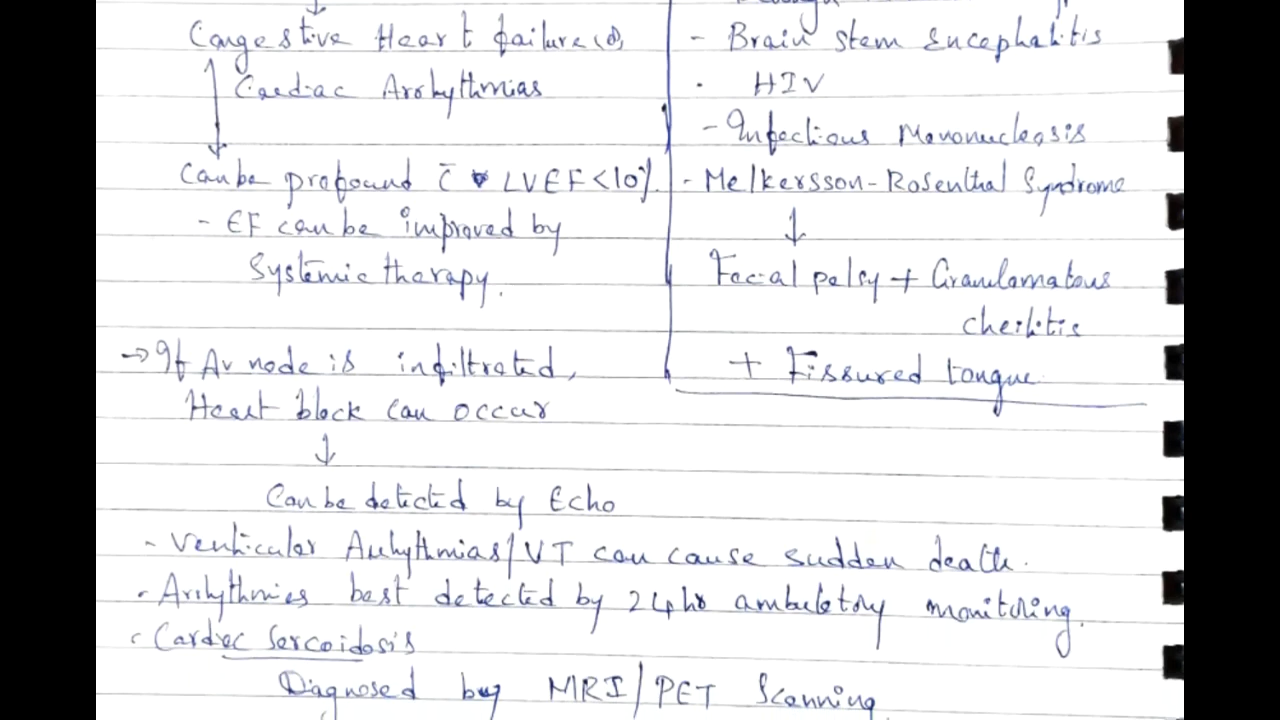 Congestive Heart failure (d)
Cardiac Arrhythmias
Can be profound c̄ LVEF<10%.
- EF can be improved by
Systemic therapy.
→ If AV node is infiltrated,
Heart block can occur
↓
Can be detected by Echo
- Ventricular Arrhythmias/VT can cause sudden death.
- Arrhythmias best detected by 24hr ambulatory monitoring.
Cardiac Sarcoidosis
Diagnosed by MRI/PET Scanning
- Brain stem Encephalitis
- HIV
- Infectious Mononucleosis
- Melkersson-Rosenthal Syndrome
↓
Facial palsy + Granulomatous
cheilitis
+ Fissured tongue